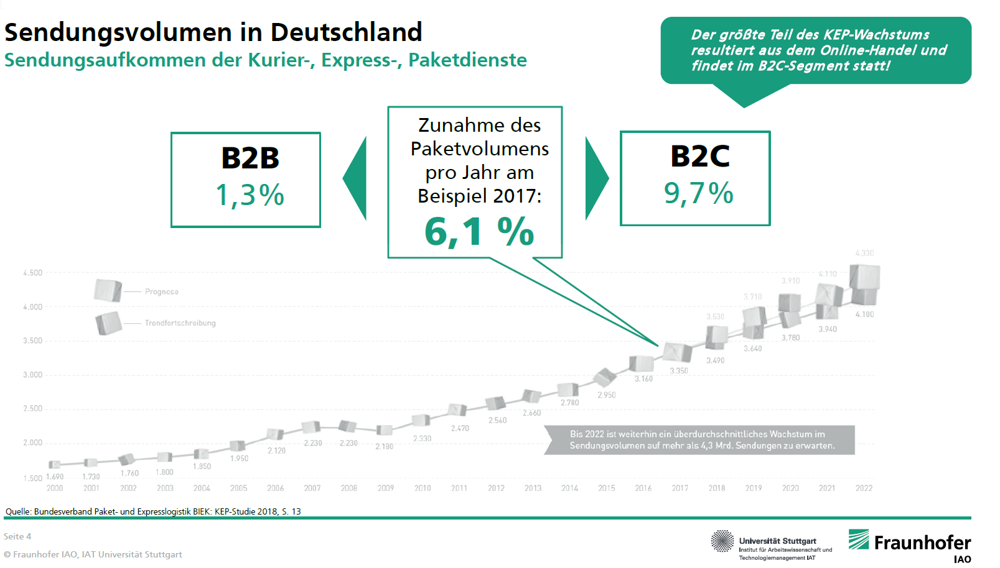 Sendungsvolumen in Deutschland
Sendungsaufkommen der Kurier-, Express-, Paketdienste
Der größte Teil des KEP-Wachstums
resultiert aus dem Online-Handel und
findet im B2C-Segment statt!
B2B
1,3%
Zunahme des
Paketvolumens
pro Jahr am
Beispiel 2017:
6,1 %
B2C
9,7%
4.500
4.000
3.500
3.000
2.500
2.000
1.500
Prognose
Trendfortschreibung
1.690
1.730
1.760
1.800
1.850
1.950
2.120
2.230
2.230
2.180
2.330
2.470
2.560
2.660
2.780
2.950
3.160
3.350
3.490
3.640
3.780
3.940
4.100
3.530
3.710
3.910
4.110
4.330
Bis 2022 ist weiterhin ein überdurchschnittliches Wachstum im
Sendungsvolumen auf mehr als 4,3 Mrd. Sendungen zu erwarten.
2000 2001 2002 2003 2004 2005 2006 2007 2008 2009 2010 2011 2012 2013 2014 2015 2016 2017 2018 2019 2020 2021 2022
Quelle: Bundesverband Paket- und Expresslogistik BIEK: KEP-Studie 2018, S. 13
Seite 4
© Fraunhofer IAO, IAT Universität Stuttgart
Universität Stuttgart
Institut für Arbeitswissenschaft und
Technologiemanagement IAT
Fraunhofer
IAO